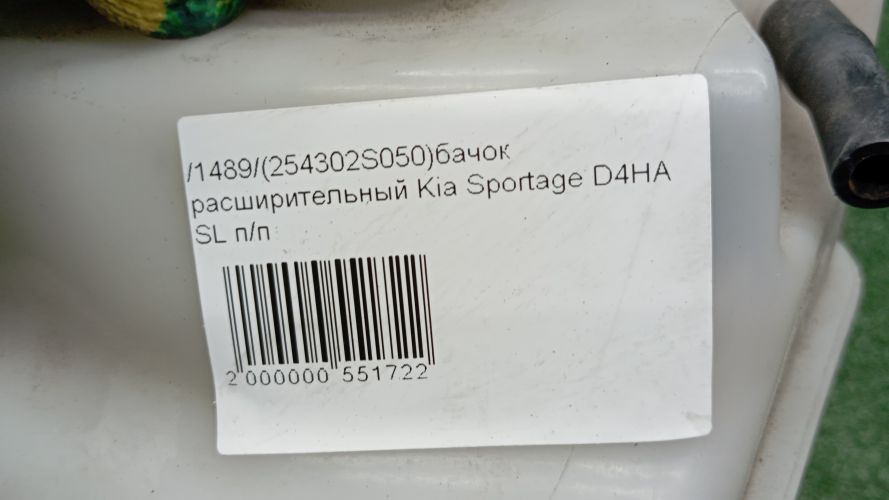 /1489/(254302S050)бачок
расширительный Kia Sportage D4HA
SL п/п
2 000000 551722